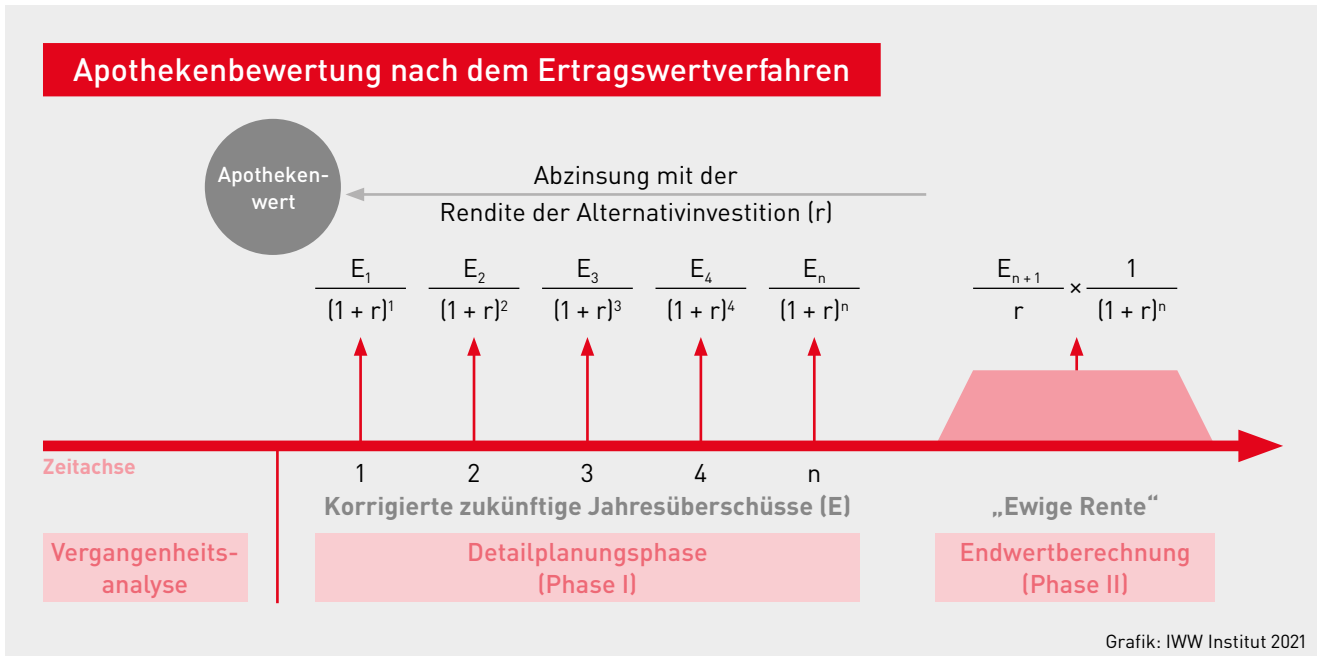 Apothekenbewertung nach dem Ertragswertverfahren
Apotheken-
wert
Abzinsung mit der
Rendite der Alternativinvestition (r)
E₁ / (1 + r)¹
E₂ / (1 + r)²
E₃ / (1 + r)³
E₄ / (1 + r)⁴
Eₙ / (1 + r)ⁿ
Eₙ₊₁ / r × 1 / (1 + r)ⁿ
Zeitachse
1 2 3 4 n
Korrigierte zukünftige Jahresüberschüsse (E)
„Ewige Rente“
Vergangenheits-
analyse
Detailplanungsphase
(Phase I)
Endwertberechnung
(Phase II)
Grafik: IWW Institut 2021